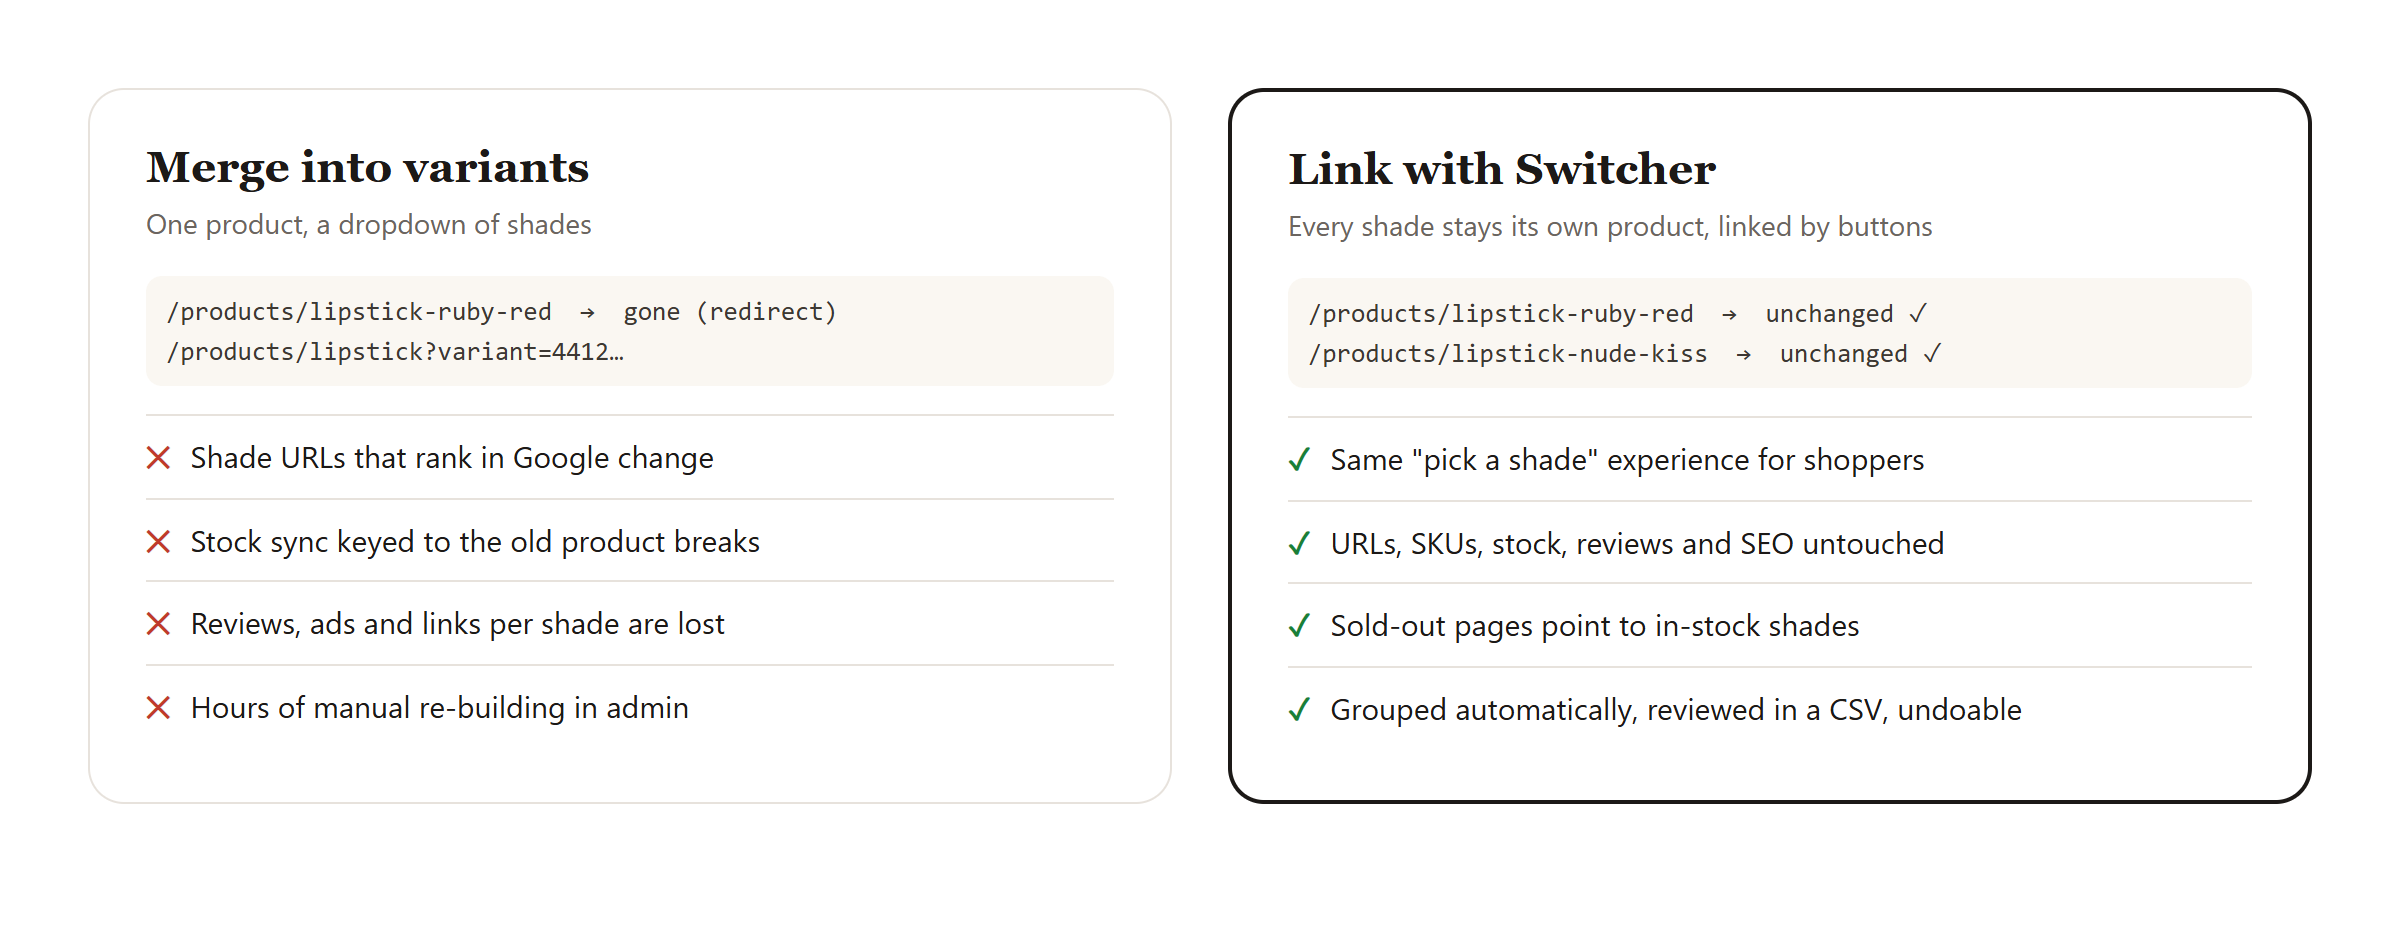 Merge into variants
One product, a dropdown of shades
/products/lipstick-ruby-red → gone (redirect)
/products/lipstick?variant=4412…
✕ Shade URLs that rank in Google change
✕ Stock sync keyed to the old product breaks
✕ Reviews, ads and links per shade are lost
✕ Hours of manual re-building in admin
Link with Switcher
Every shade stays its own product, linked by buttons
/products/lipstick-ruby-red → unchanged ✓
/products/lipstick-nude-kiss → unchanged ✓
✓ Same "pick a shade" experience for shoppers
✓ URLs, SKUs, stock, reviews and SEO untouched
✓ Sold-out pages point to in-stock shades
✓ Grouped automatically, reviewed in a CSV, undoable